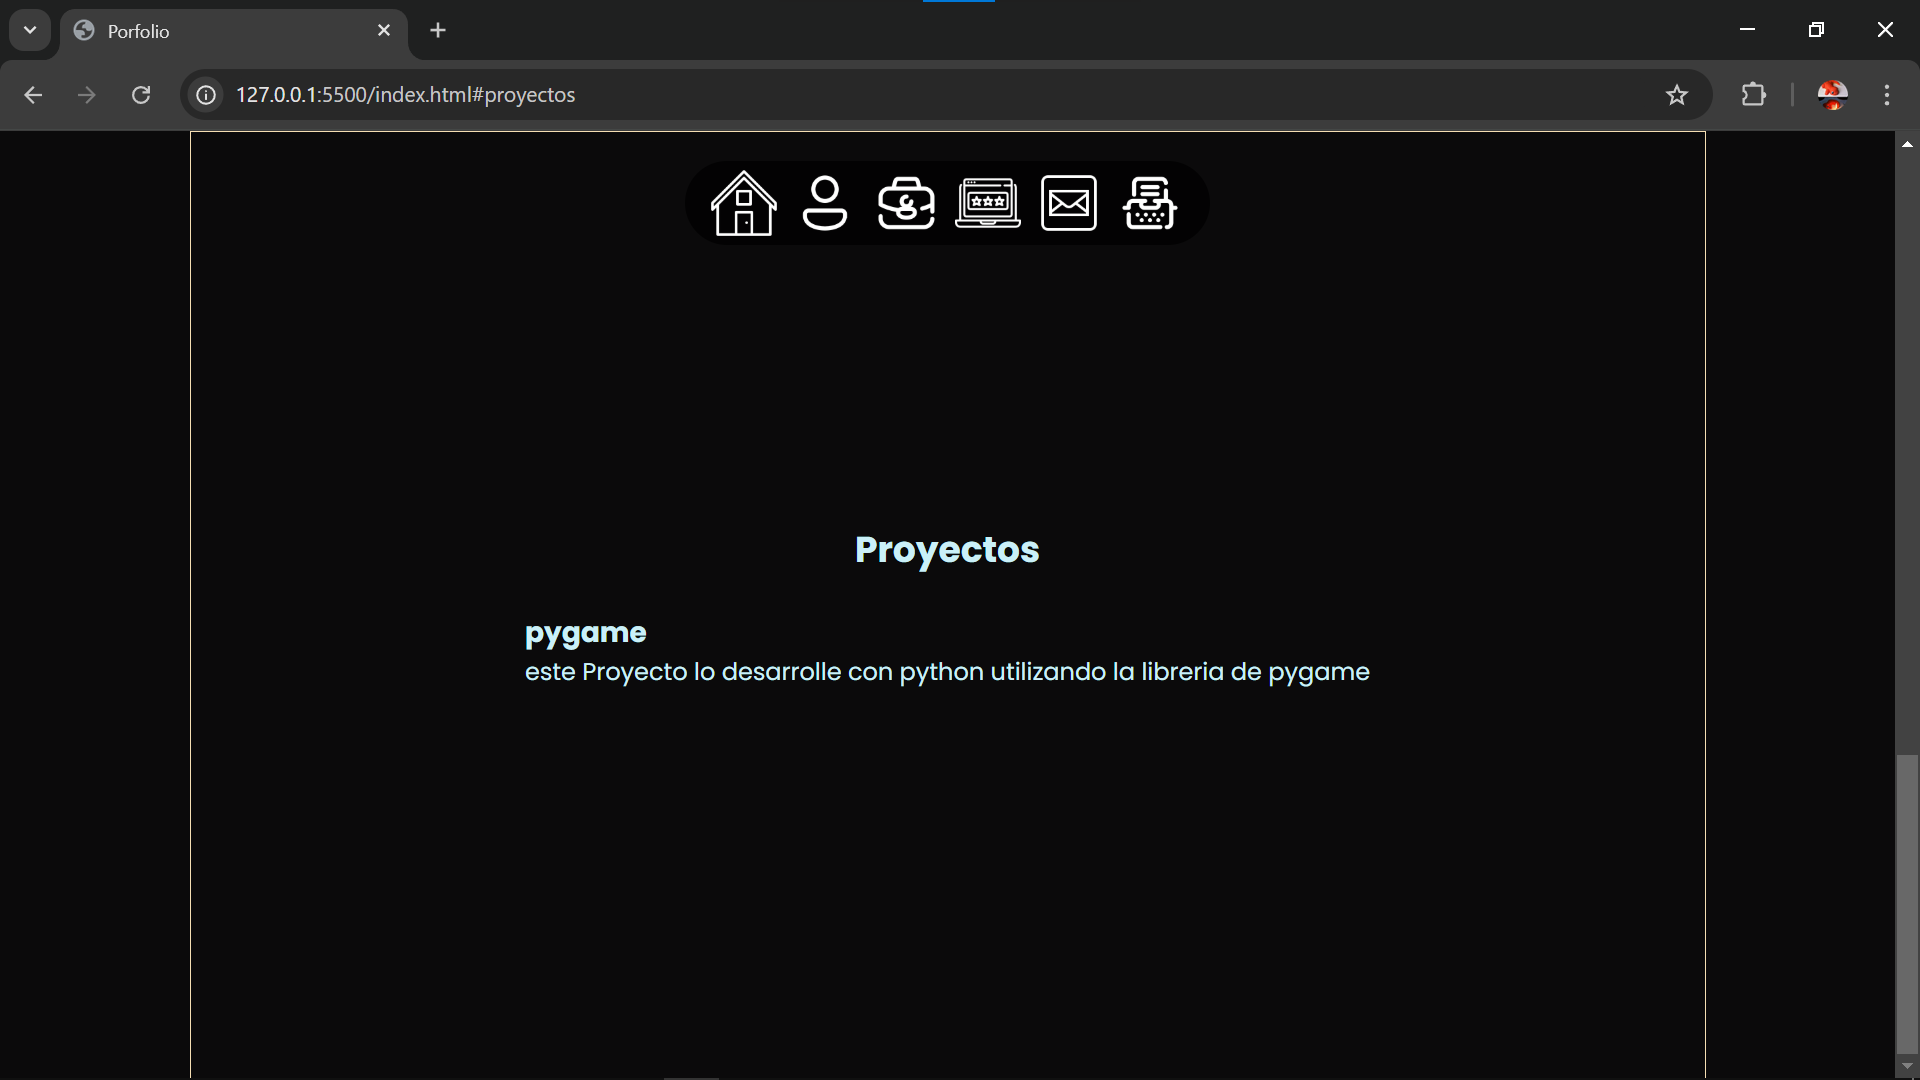 Porfolio
127.0.0.1:5500/index.html#proyectos
Proyectos
pygame
este Proyecto lo desarrolle con python utilizando la libreria de pygame